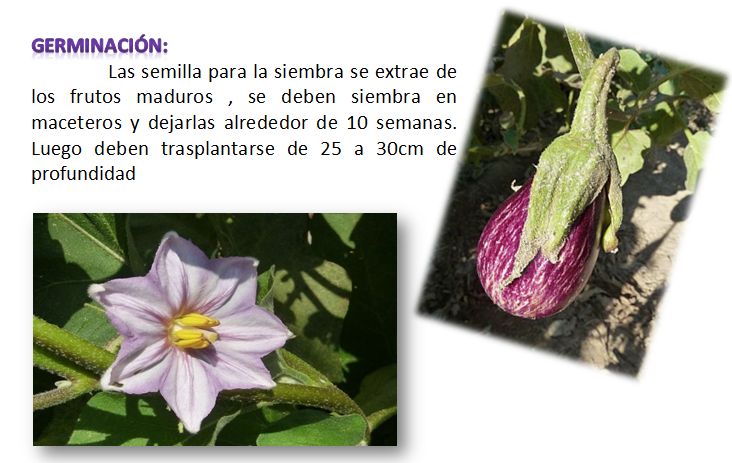 GERMINACIÓN:
Las semilla para la siembra se extrae de
los frutos maduros , se deben siembra en
maceteros y dejarlas alrededor de 10 semanas.
Luego deben trasplantarse de 25 a 30cm de
profundidad